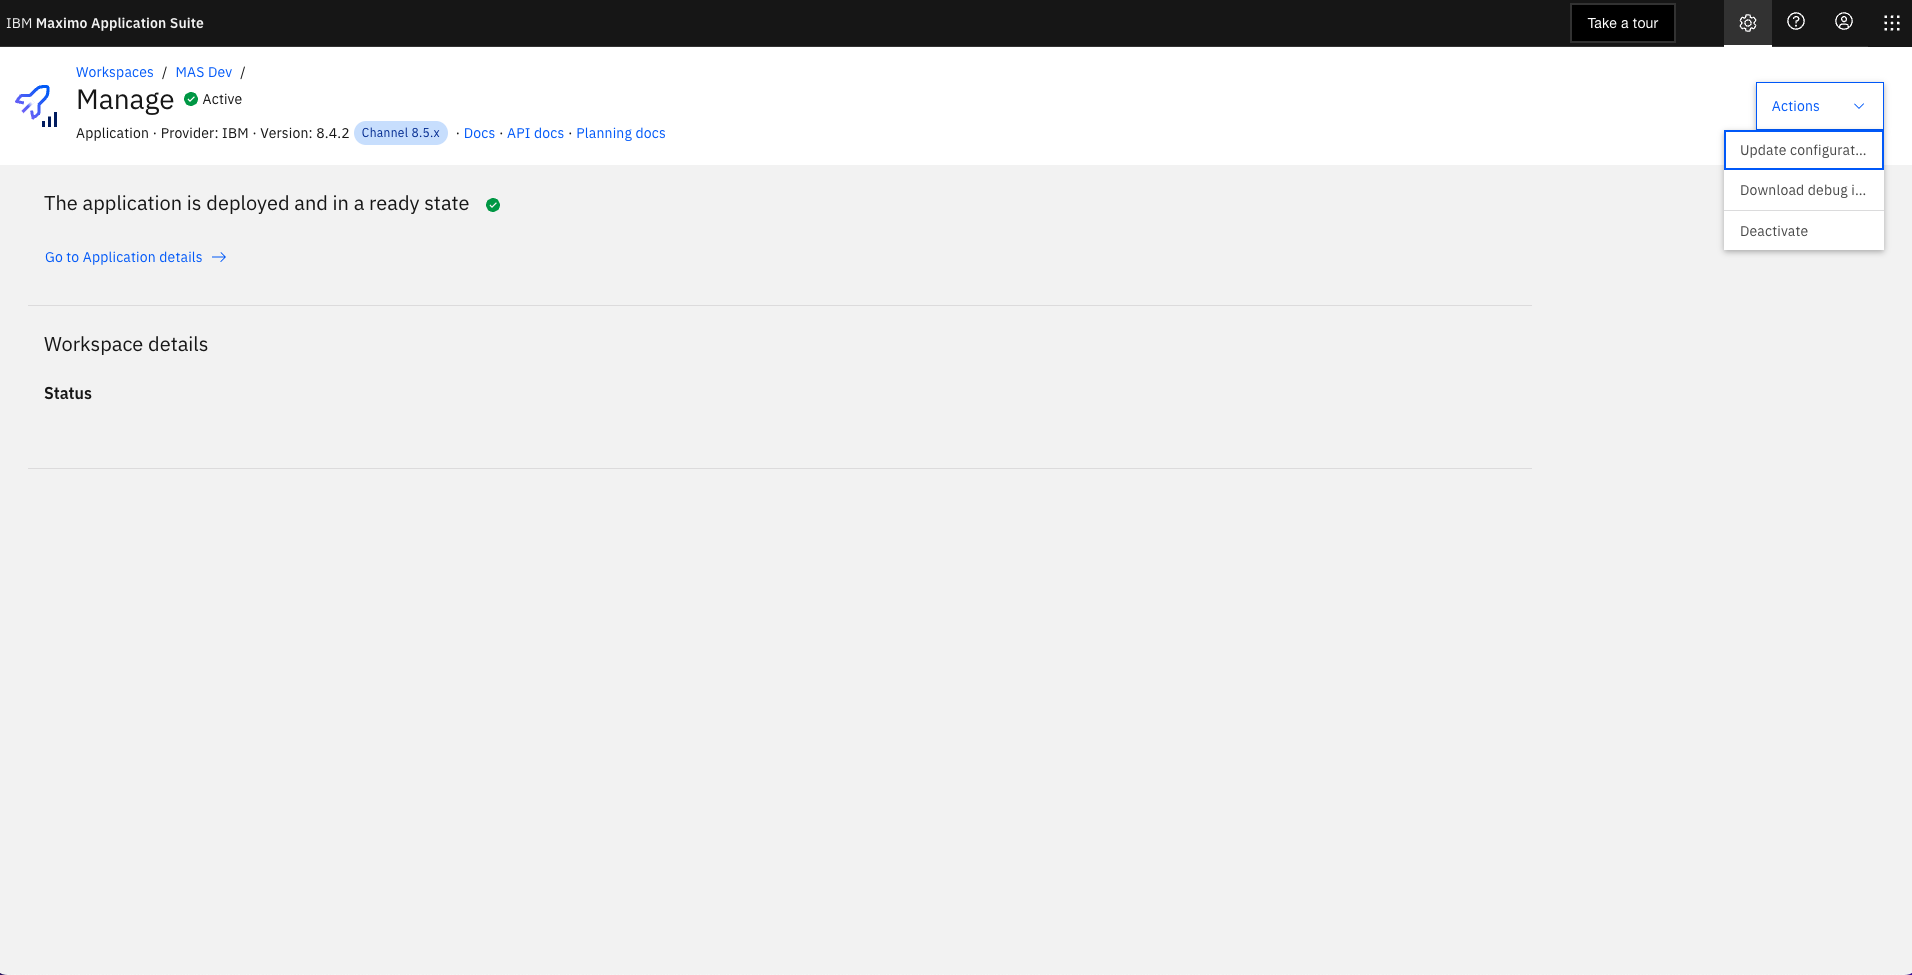 IBM Maximo Application Suite
Take a tour
Workspaces / MAS Dev /
Manage Active
Application · Provider: IBM · Version: 8.4.2 Channel 8.5.x · Docs · API docs · Planning docs
Actions
Update configurat...
Download debug i...
Deactivate
The application is deployed and in a ready state
Go to Application details →
Workspace details
Status